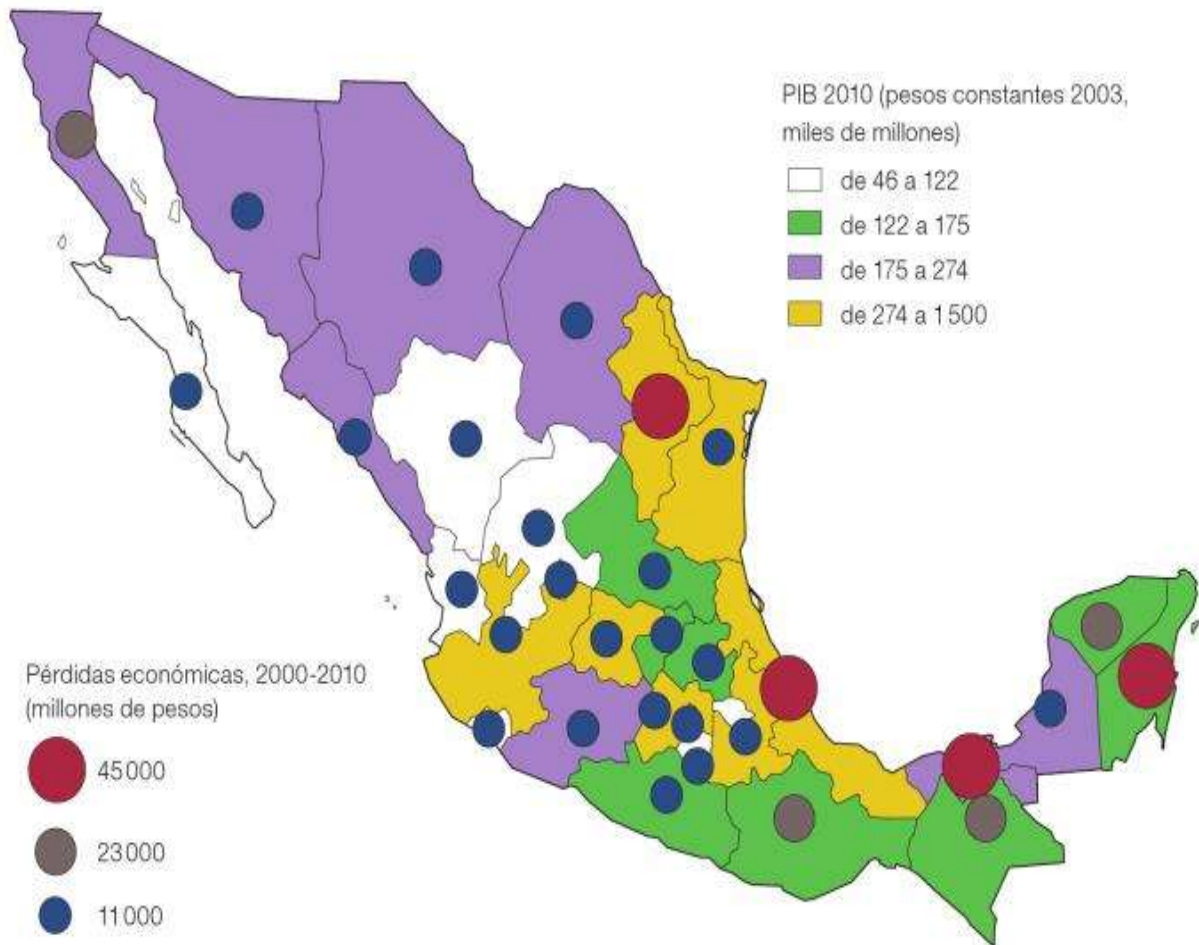 PIB 2010 (pesos constantes 2003,
miles de millones)
de 46 a 122
de 122 a 175
de 175 a 274
de 274 a 1 500
Pérdidas económicas, 2000-2010
(millones de pesos)
45 000
23 000
11 000